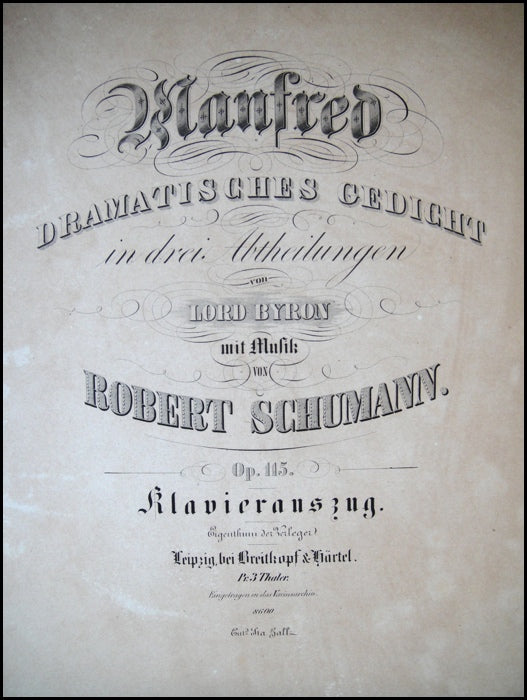 Manfred
DRAMATISCHES GEDICHT
in drei Abtheilungen
von
LORD BYRON
mit Musik
VON
ROBERT SCHUMANN.
Op. 115.
Klavierauszug.
Eigenthum der Verleger
Leipzig, bei Breitkopf & Härtel.
Pr. 3 Thaler.
Eingetragen in das Vereinsarchiv.
8600